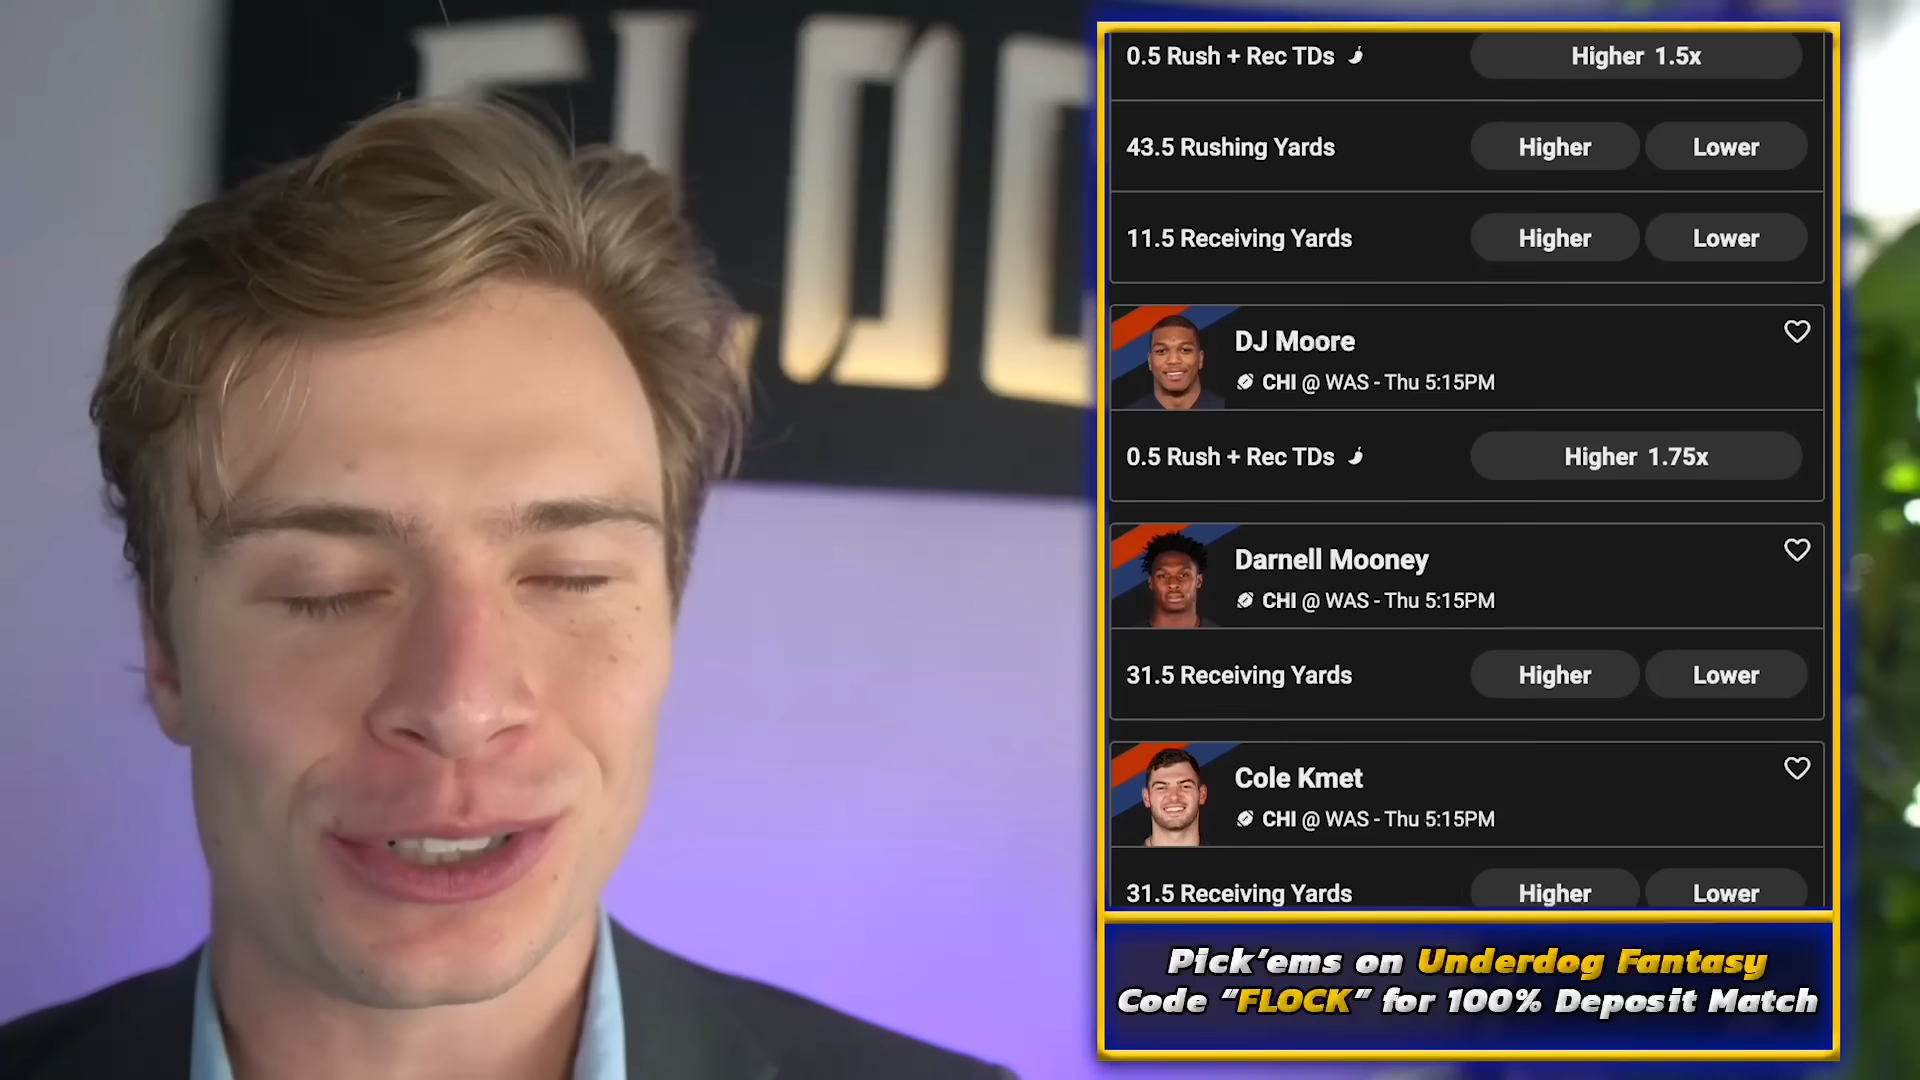 FLOC
0.5 Rush + Rec TDs
Higher 1.5x
43.5 Rushing Yards
Higher
Lower
11.5 Receiving Yards
Higher
Lower
DJ Moore
CHI @ WAS - Thu 5:15PM
0.5 Rush + Rec TDs
Higher 1.75x
Darnell Mooney
CHI @ WAS - Thu 5:15PM
31.5 Receiving Yards
Higher
Lower
Cole Kmet
CHI @ WAS - Thu 5:15PM
31.5 Receiving Yards
Higher
Lower
Pick'ems on Underdog Fantasy
Code "FLOCK" for 100% Deposit Match